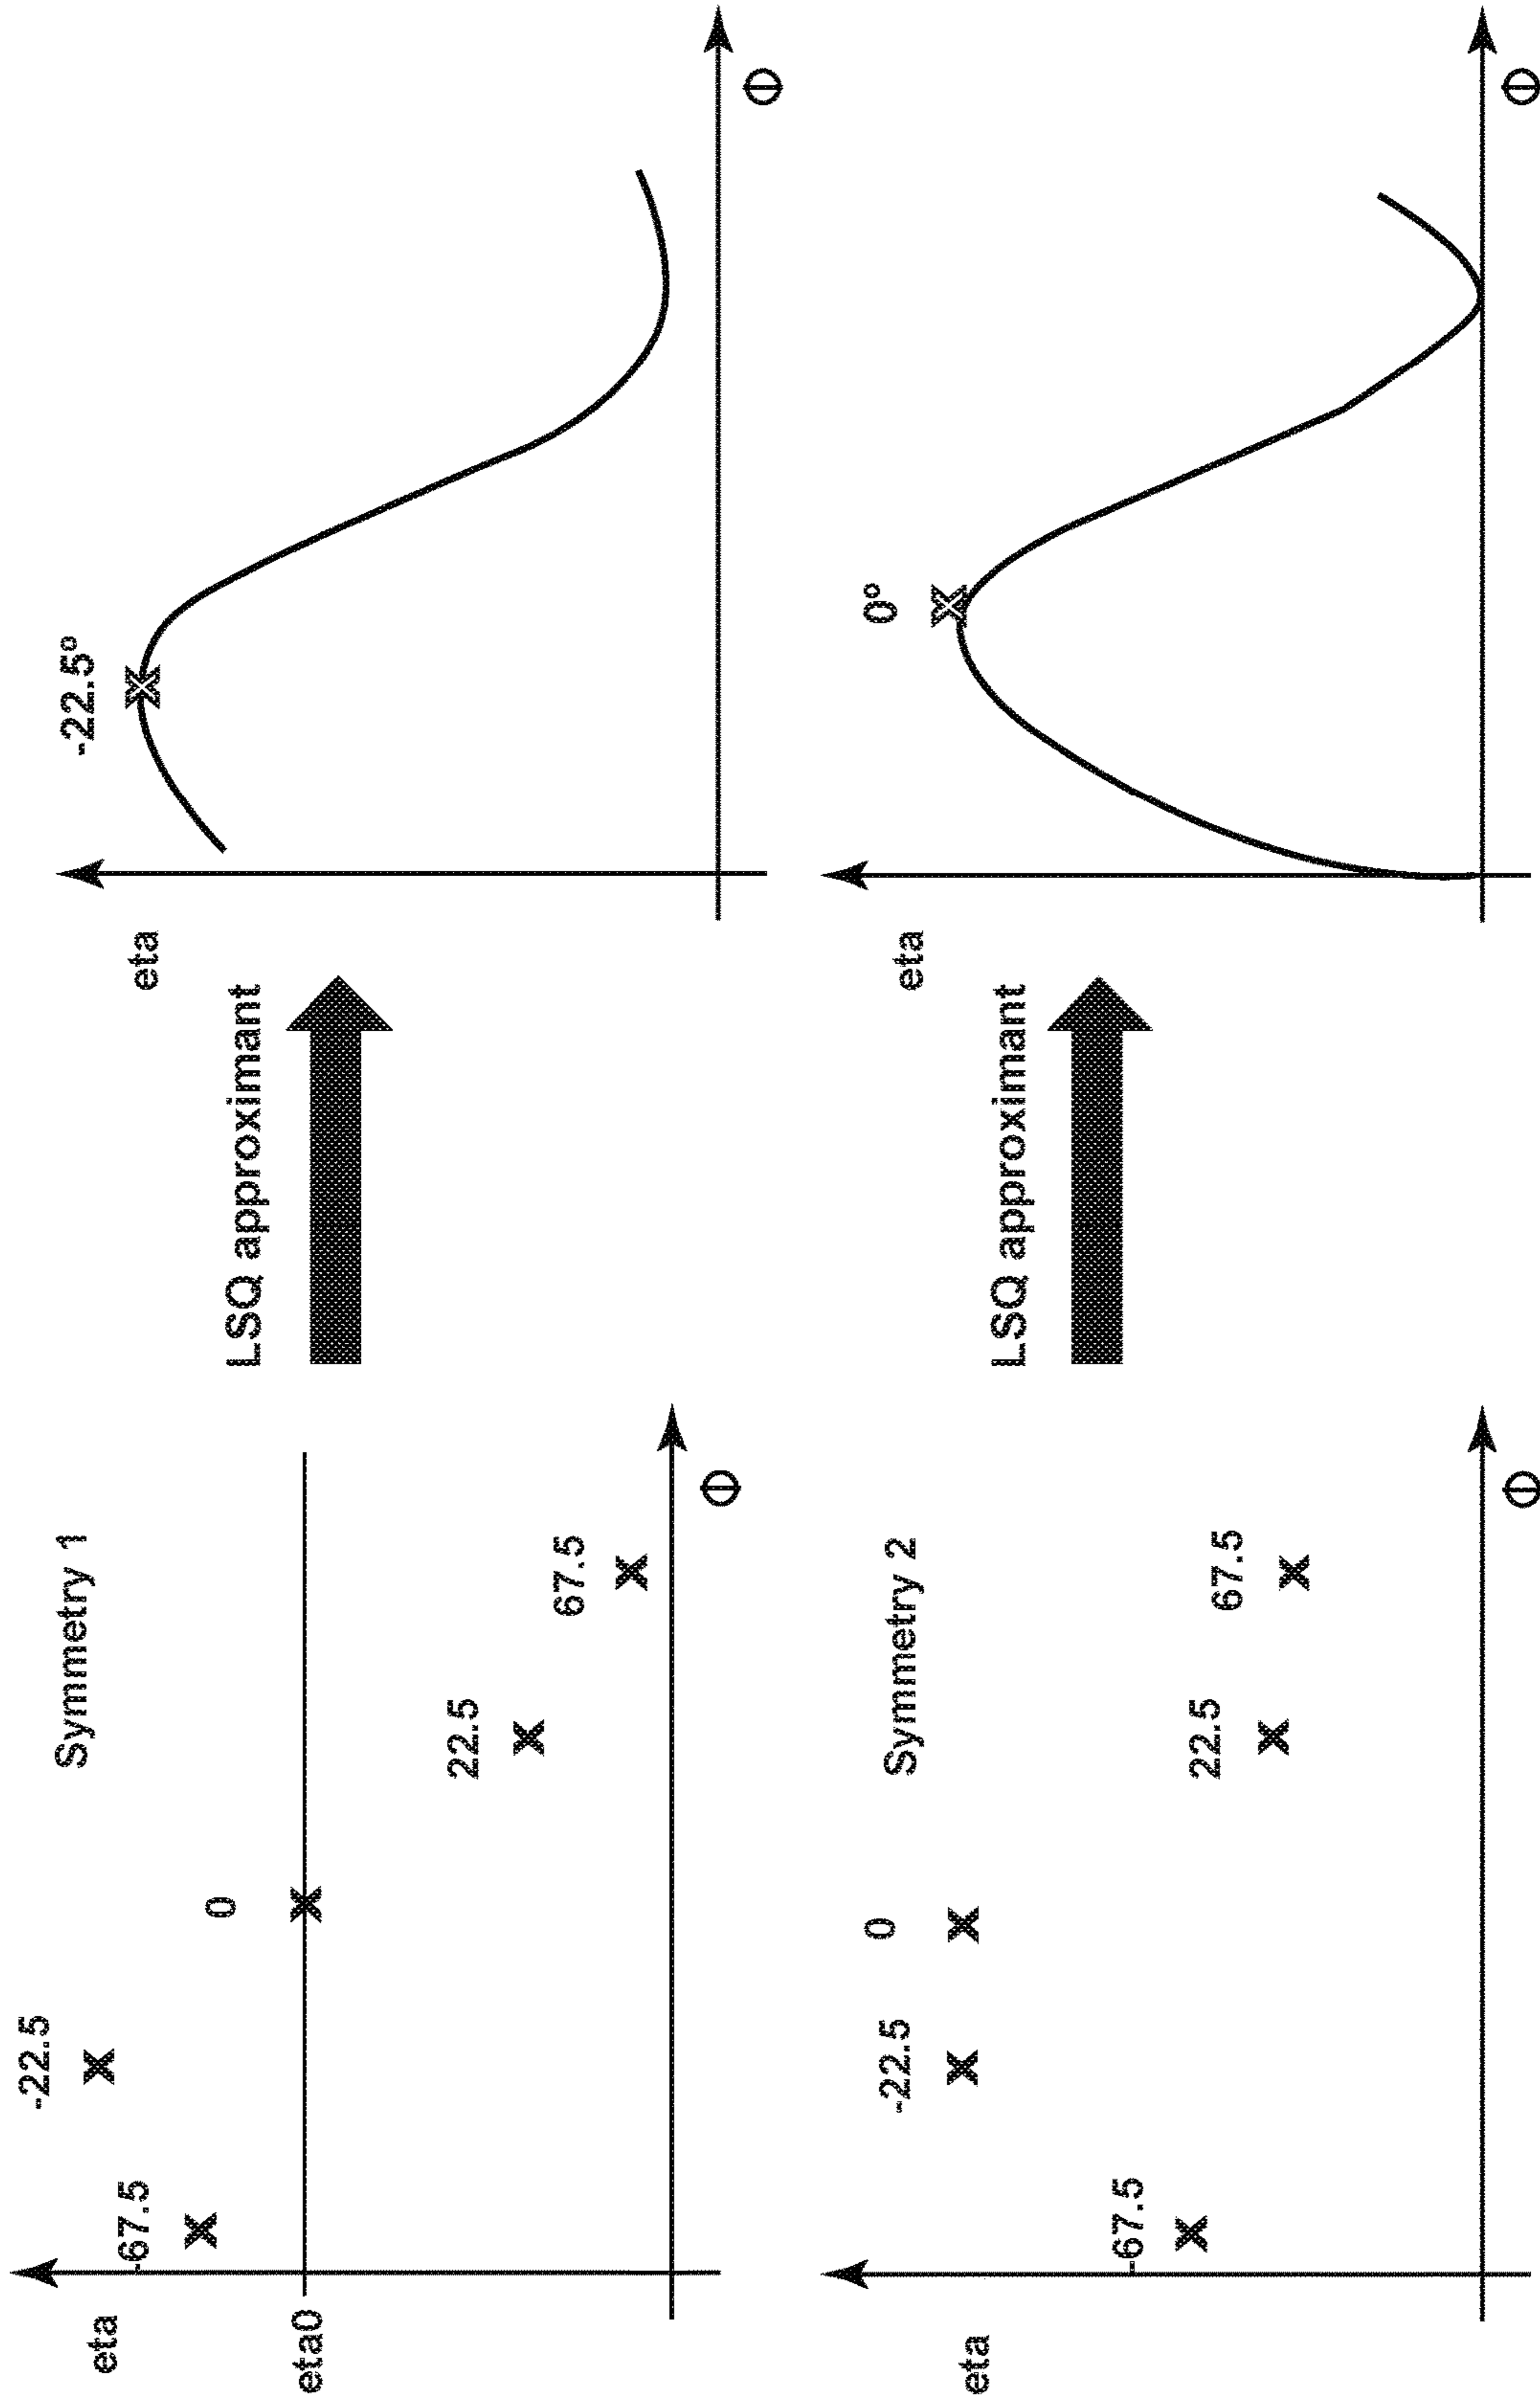 Symmetry 1
eta
-67.5
-22.5
0
eta0
22.5
67.5
Φ
LSQ approximant
eta
-22.5°
Φ
Symmetry 2
eta
-67.5
-22.5
0
22.5
67.5
Φ
LSQ approximant
eta
0°
Φ